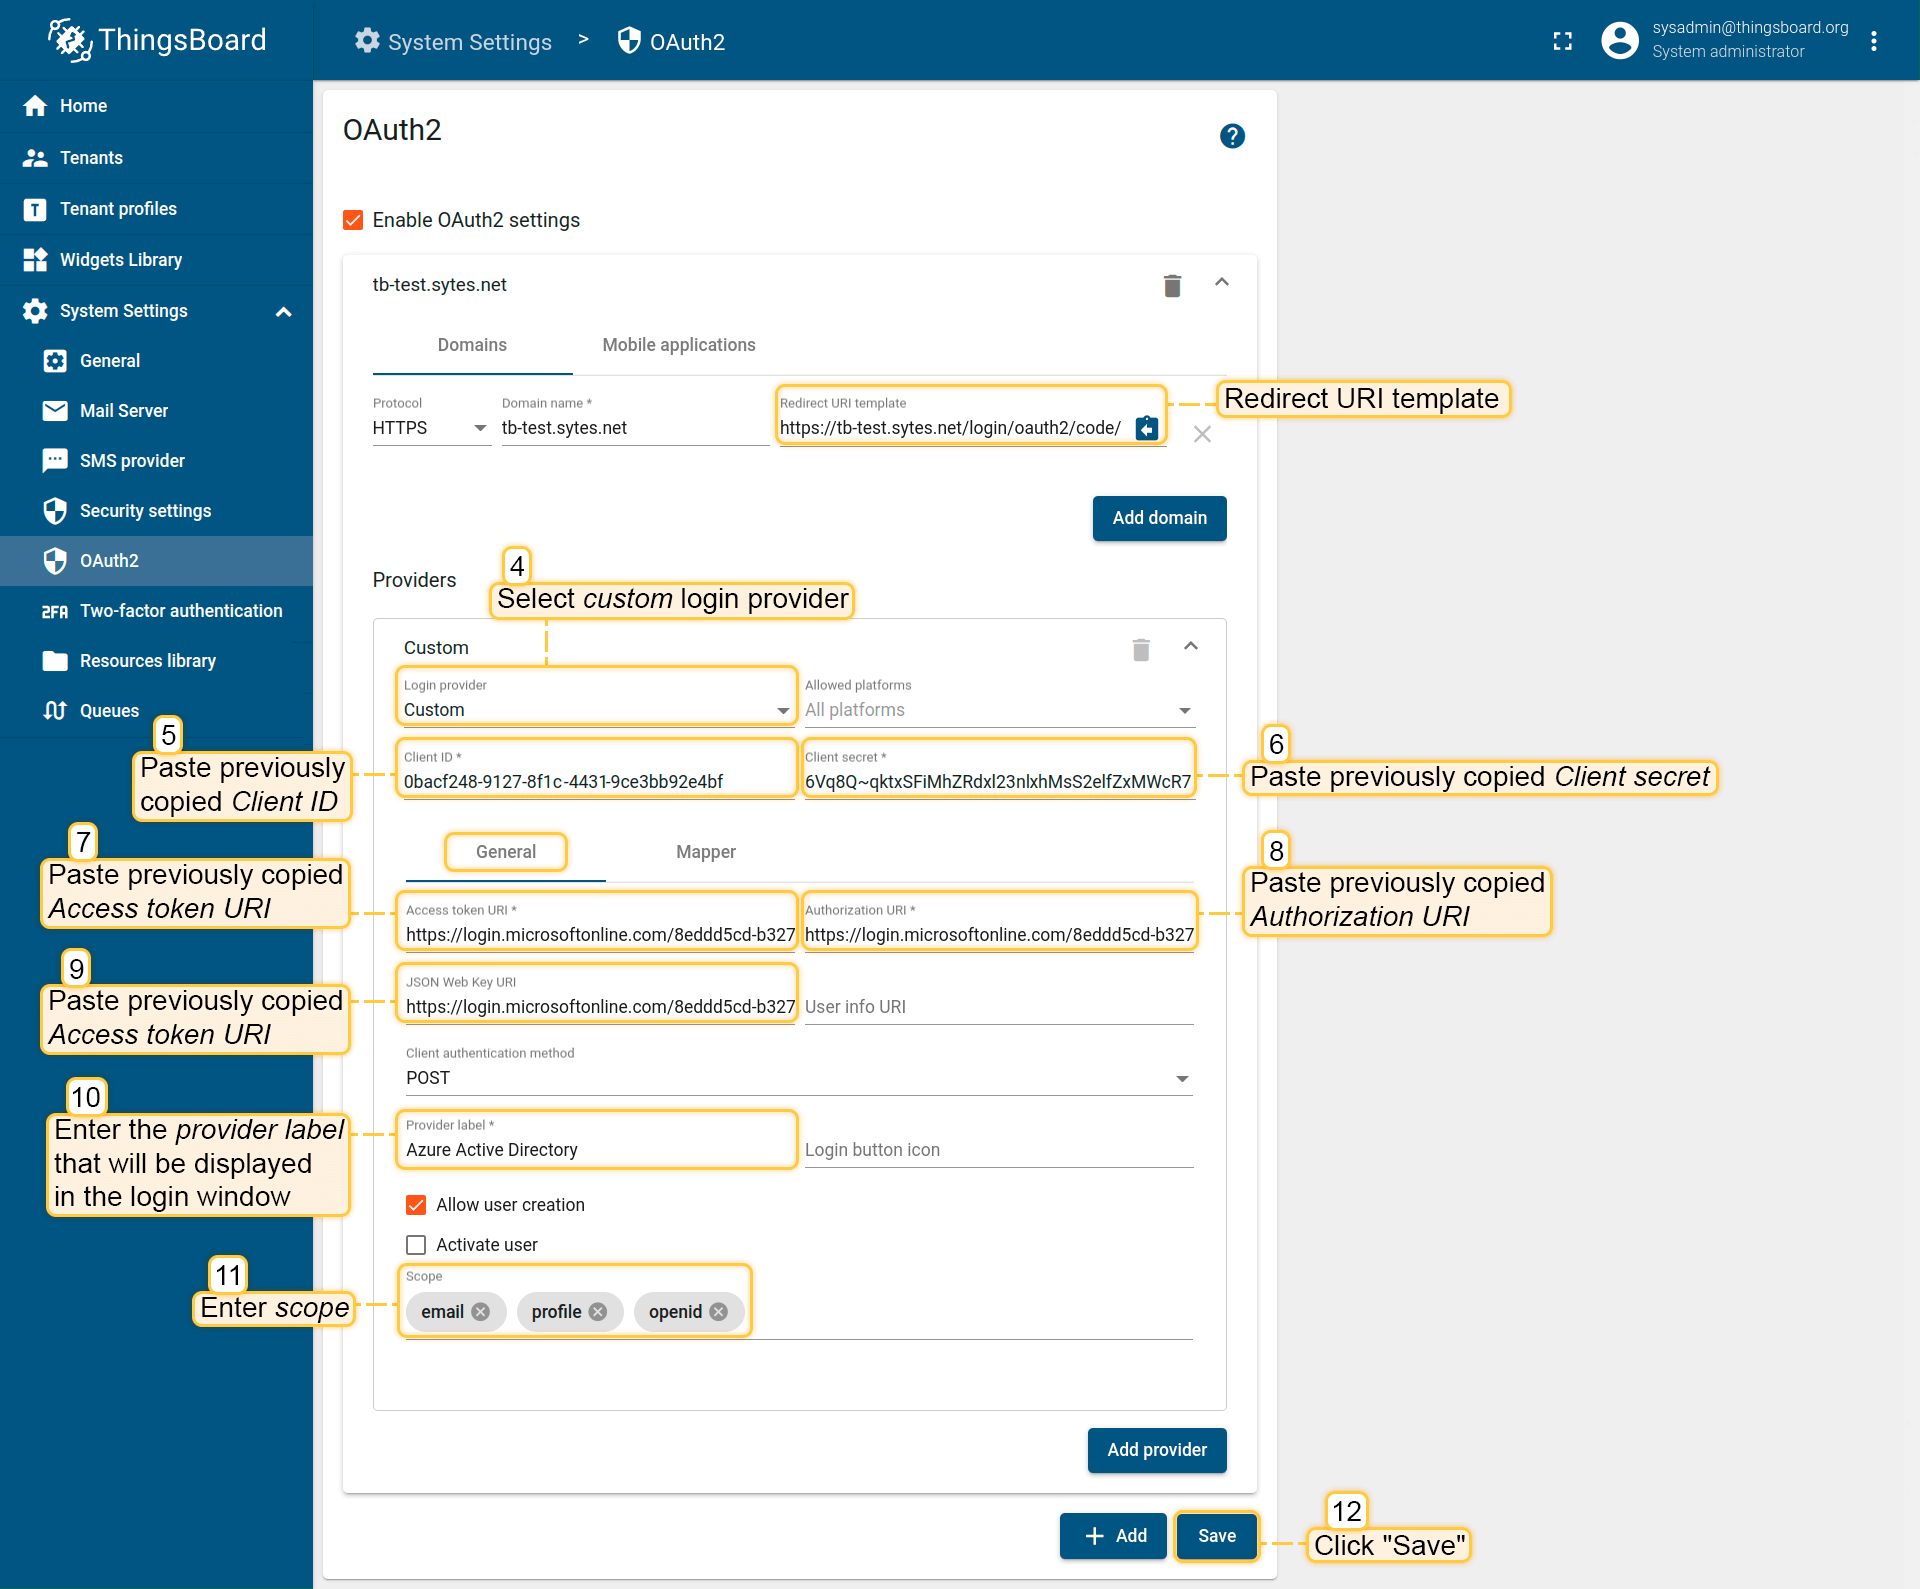 ThingsBoard
System Settings > OAuth2
sysadmin@thingsboard.org
System administrator
Home
Tenants
T
Tenant profiles
Widgets Library
System Settings
General
Mail Server
SMS provider
Security settings
OAuth2
2FA Two-factor authentication
Resources library
Queues
OAuth2
?
Enable OAuth2 settings
tb-test.sytes.net
Domains
Mobile applications
Protocol
HTTPS
Domain name *
tb-test.sytes.net
Redirect URI template
https://tb-test.sytes.net/login/oauth2/code/
Redirect URI template
Add domain
Providers
4
Select custom login provider
Custom
Login provider
Custom
Allowed platforms
All platforms
5
Paste previously
copied Client ID
Client ID *
0bacf248-9127-8f1c-4431-9ce3bb92e4bf
Client secret *
6Vq8Q~qktxSFiMhZRdxl23nlxhMsS2elfZxMWcR7
6
Paste previously copied Client secret
General
Mapper
7
Paste previously copied
Access token URI
Access token URI *
https://login.microsoftonline.com/8eddd5cd-b327
Authorization URI *
https://login.microsoftonline.com/8eddd5cd-b327
8
Paste previously copied
Authorization URI
9
Paste previously copied
Access token URI
JSON Web Key URI
https://login.microsoftonline.com/8eddd5cd-b327
User info URI
Client authentication method
POST
10
Enter the provider label
that will be displayed
in the login window
Provider label *
Azure Active Directory
Login button icon
Allow user creation
Activate user
11
Enter scope
Scope
email
profile
openid
Add provider
+ Add
Save
12
Click "Save"